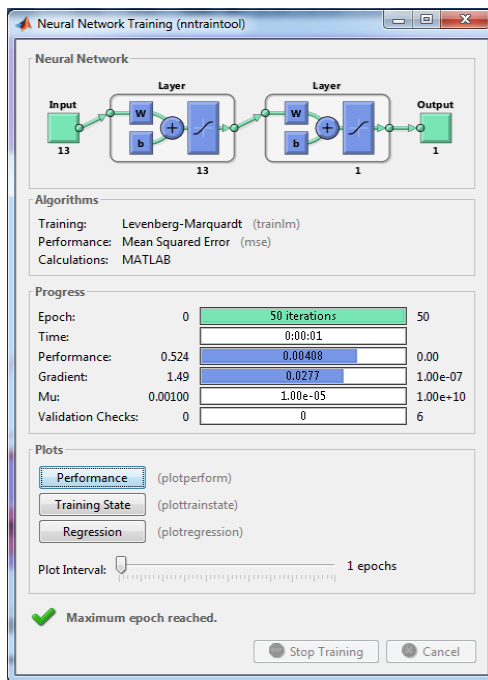 Neural Network Training (nntraintool)
Neural Network
Layer Layer
Input Output
W W
b b
13 1
13 1
Algorithms
Training: Levenberg-Marquardt (trainlm)
Performance: Mean Squared Error (mse)
Calculations: MATLAB
Progress
Epoch: 0 50 iterations 50
Time: 0:00:01
Performance: 0.524 0.00408 0.00
Gradient: 1.49 0.0277 1.00e-07
Mu: 0.00100 1.00e-05 1.00e+10
Validation Checks: 0 0 6
Plots
Performance (plotperform)
Training State (plottrainstate)
Regression (plotregression)
Plot Interval: 1 epochs
Maximum epoch reached.
Stop Training Cancel